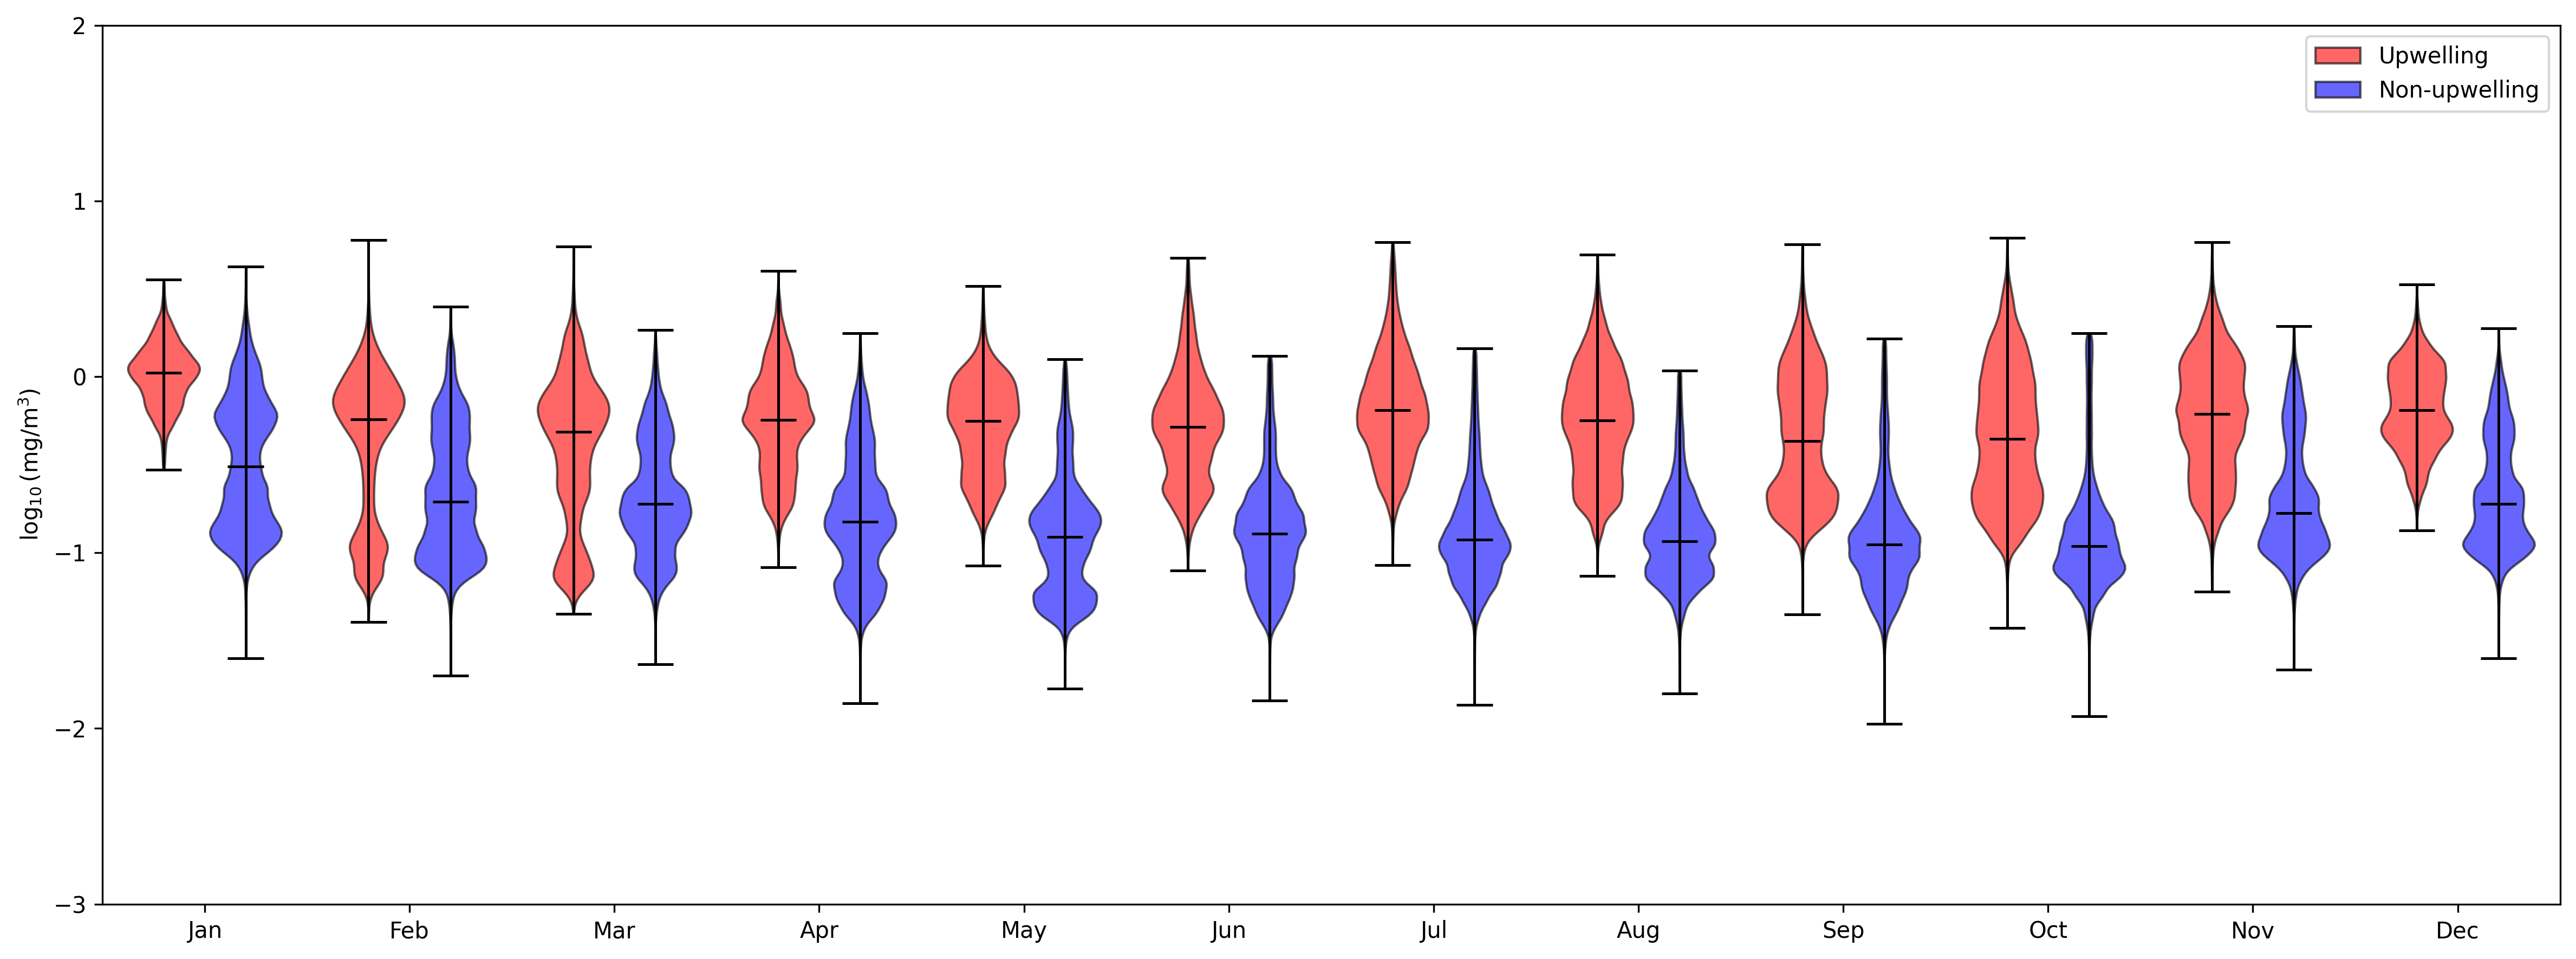 2
1
0
−1
−2
−3
log₁₀(mg/m³)
Upwelling
Non-upwelling
Jan Feb Mar Apr May Jun Jul Aug Sep Oct Nov Dec